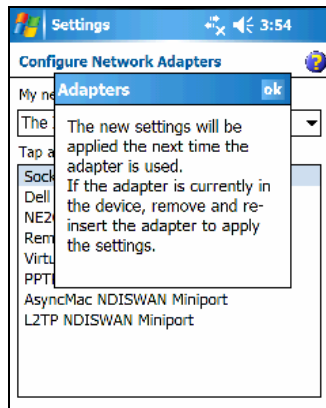 Settings 3:54
Configure Network Adapters
My ne
Adapters ok
The
The new settings will be
applied the next time the
adapter is used.
If the adapter is currently in
the device, remove and re-
insert the adapter to apply
the settings.
Tap a
Sock
Dell
NE20
Rem
Virtu
PPTP
AsyncMac NDISWAN Miniport
L2TP NDISWAN Miniport